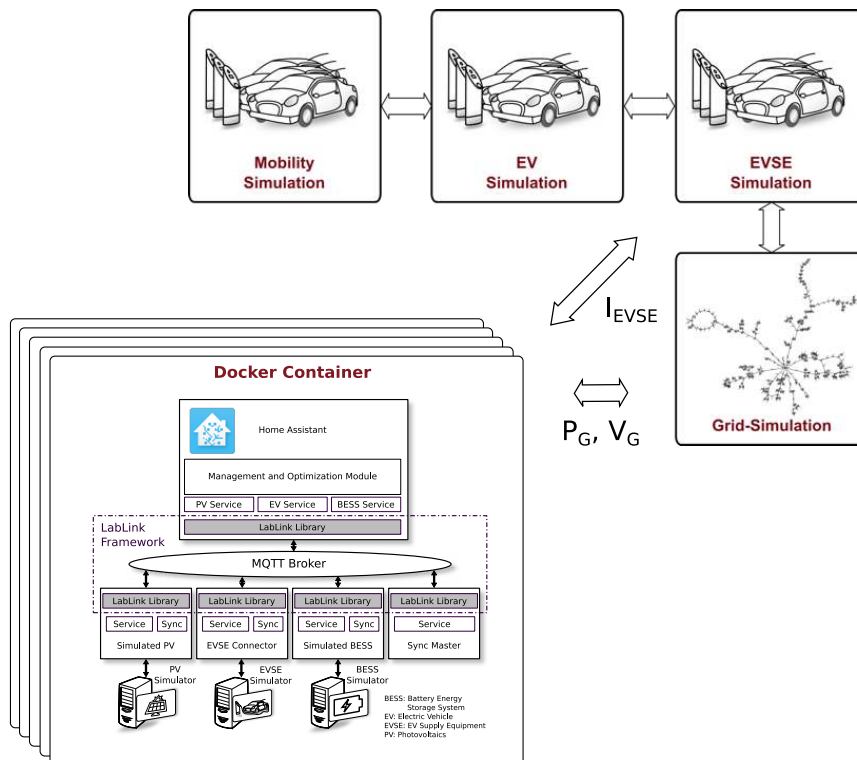 Mobility
Simulation
EV
Simulation
EVSE
Simulation
I_EVSE
Grid-Simulation
P_G, V_G
Docker Container
Home Assistant
Management and Optimization Module
PV Service
EV Service
BESS Service
LabLink Library
LabLink
Framework
MQTT Broker
LabLink Library
LabLink Library
LabLink Library
LabLink Library
Service
Sync
Service
Sync
Service
Sync
Service
Simulated PV
EVSE Connector
Simulated BESS
Sync Master
PV
Simulator
EVSE
Simulator
BESS
Simulator
BESS: Battery Energy
Storage System
EV: Electric Vehicle
EVSE: EV Supply Equipment
PV: Photovoltaics